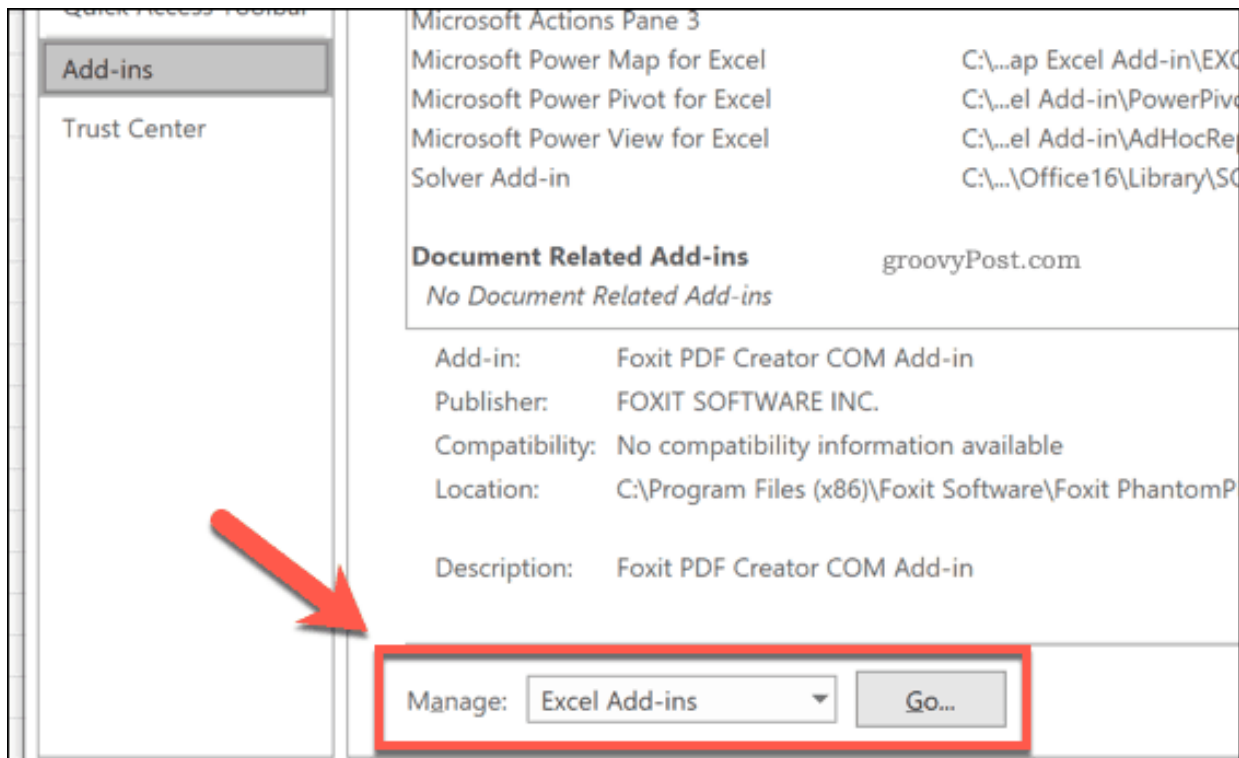 Quick Access Toolbar
Add-ins
Trust Center
Microsoft Actions Pane 3
Microsoft Power Map for Excel C:\...ap Excel Add-in\EXC
Microsoft Power Pivot for Excel C:\...el Add-in\PowerPivo
Microsoft Power View for Excel C:\...el Add-in\AdHocRep
Solver Add-in C:\...\Office16\Library\SO
Document Related Add-ins
groovyPost.com
No Document Related Add-ins
Add-in: Foxit PDF Creator COM Add-in
Publisher: FOXIT SOFTWARE INC.
Compatibility: No compatibility information available
Location: C:\Program Files (x86)\Foxit Software\Foxit PhantomP
Description: Foxit PDF Creator COM Add-in
Manage: Excel Add-ins Go...